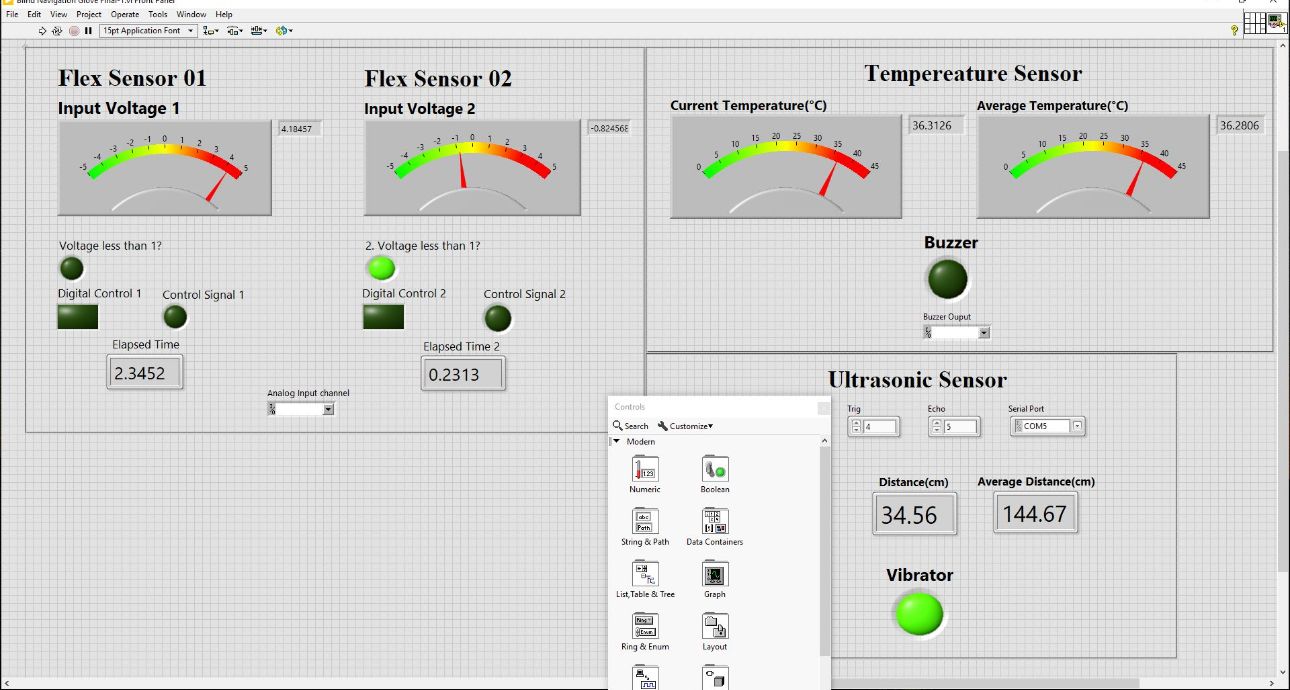 Blind Navigation Glove Final-1.vi Front Panel
File Edit View Project Operate Tools Window Help
15pt Application Font
Flex Sensor 01
Input Voltage 1
4.18457
-5 -4 -3 -2 -1 0 1 2 3 4 5
Voltage less than 1?
Digital Control 1
Control Signal 1
Elapsed Time
2.3452
Flex Sensor 02
Input Voltage 2
-0.824568
-5 -4 -3 -2 -1 0 1 2 3 4 5
2. Voltage less than 1?
Digital Control 2
Control Signal 2
Elapsed Time 2
0.2313
Analog Input channel
Tempereature Sensor
Current Temperature(°C)
36.3126
0 5 10 15 20 25 30 35 40 45
Average Temperature(°C)
36.2806
0 5 10 15 20 25 30 35 40 45
Buzzer
Buzzer Ouput
Ultrasonic Sensor
Trig
4
Echo
5
Serial Port
COM5
Distance(cm)
34.56
Average Distance(cm)
144.67
Vibrator
Controls
Search Customize
Modern
Numeric
Boolean
String & Path
Data Containers
List, Table & Tree
Graph
Ring & Enum
Layout